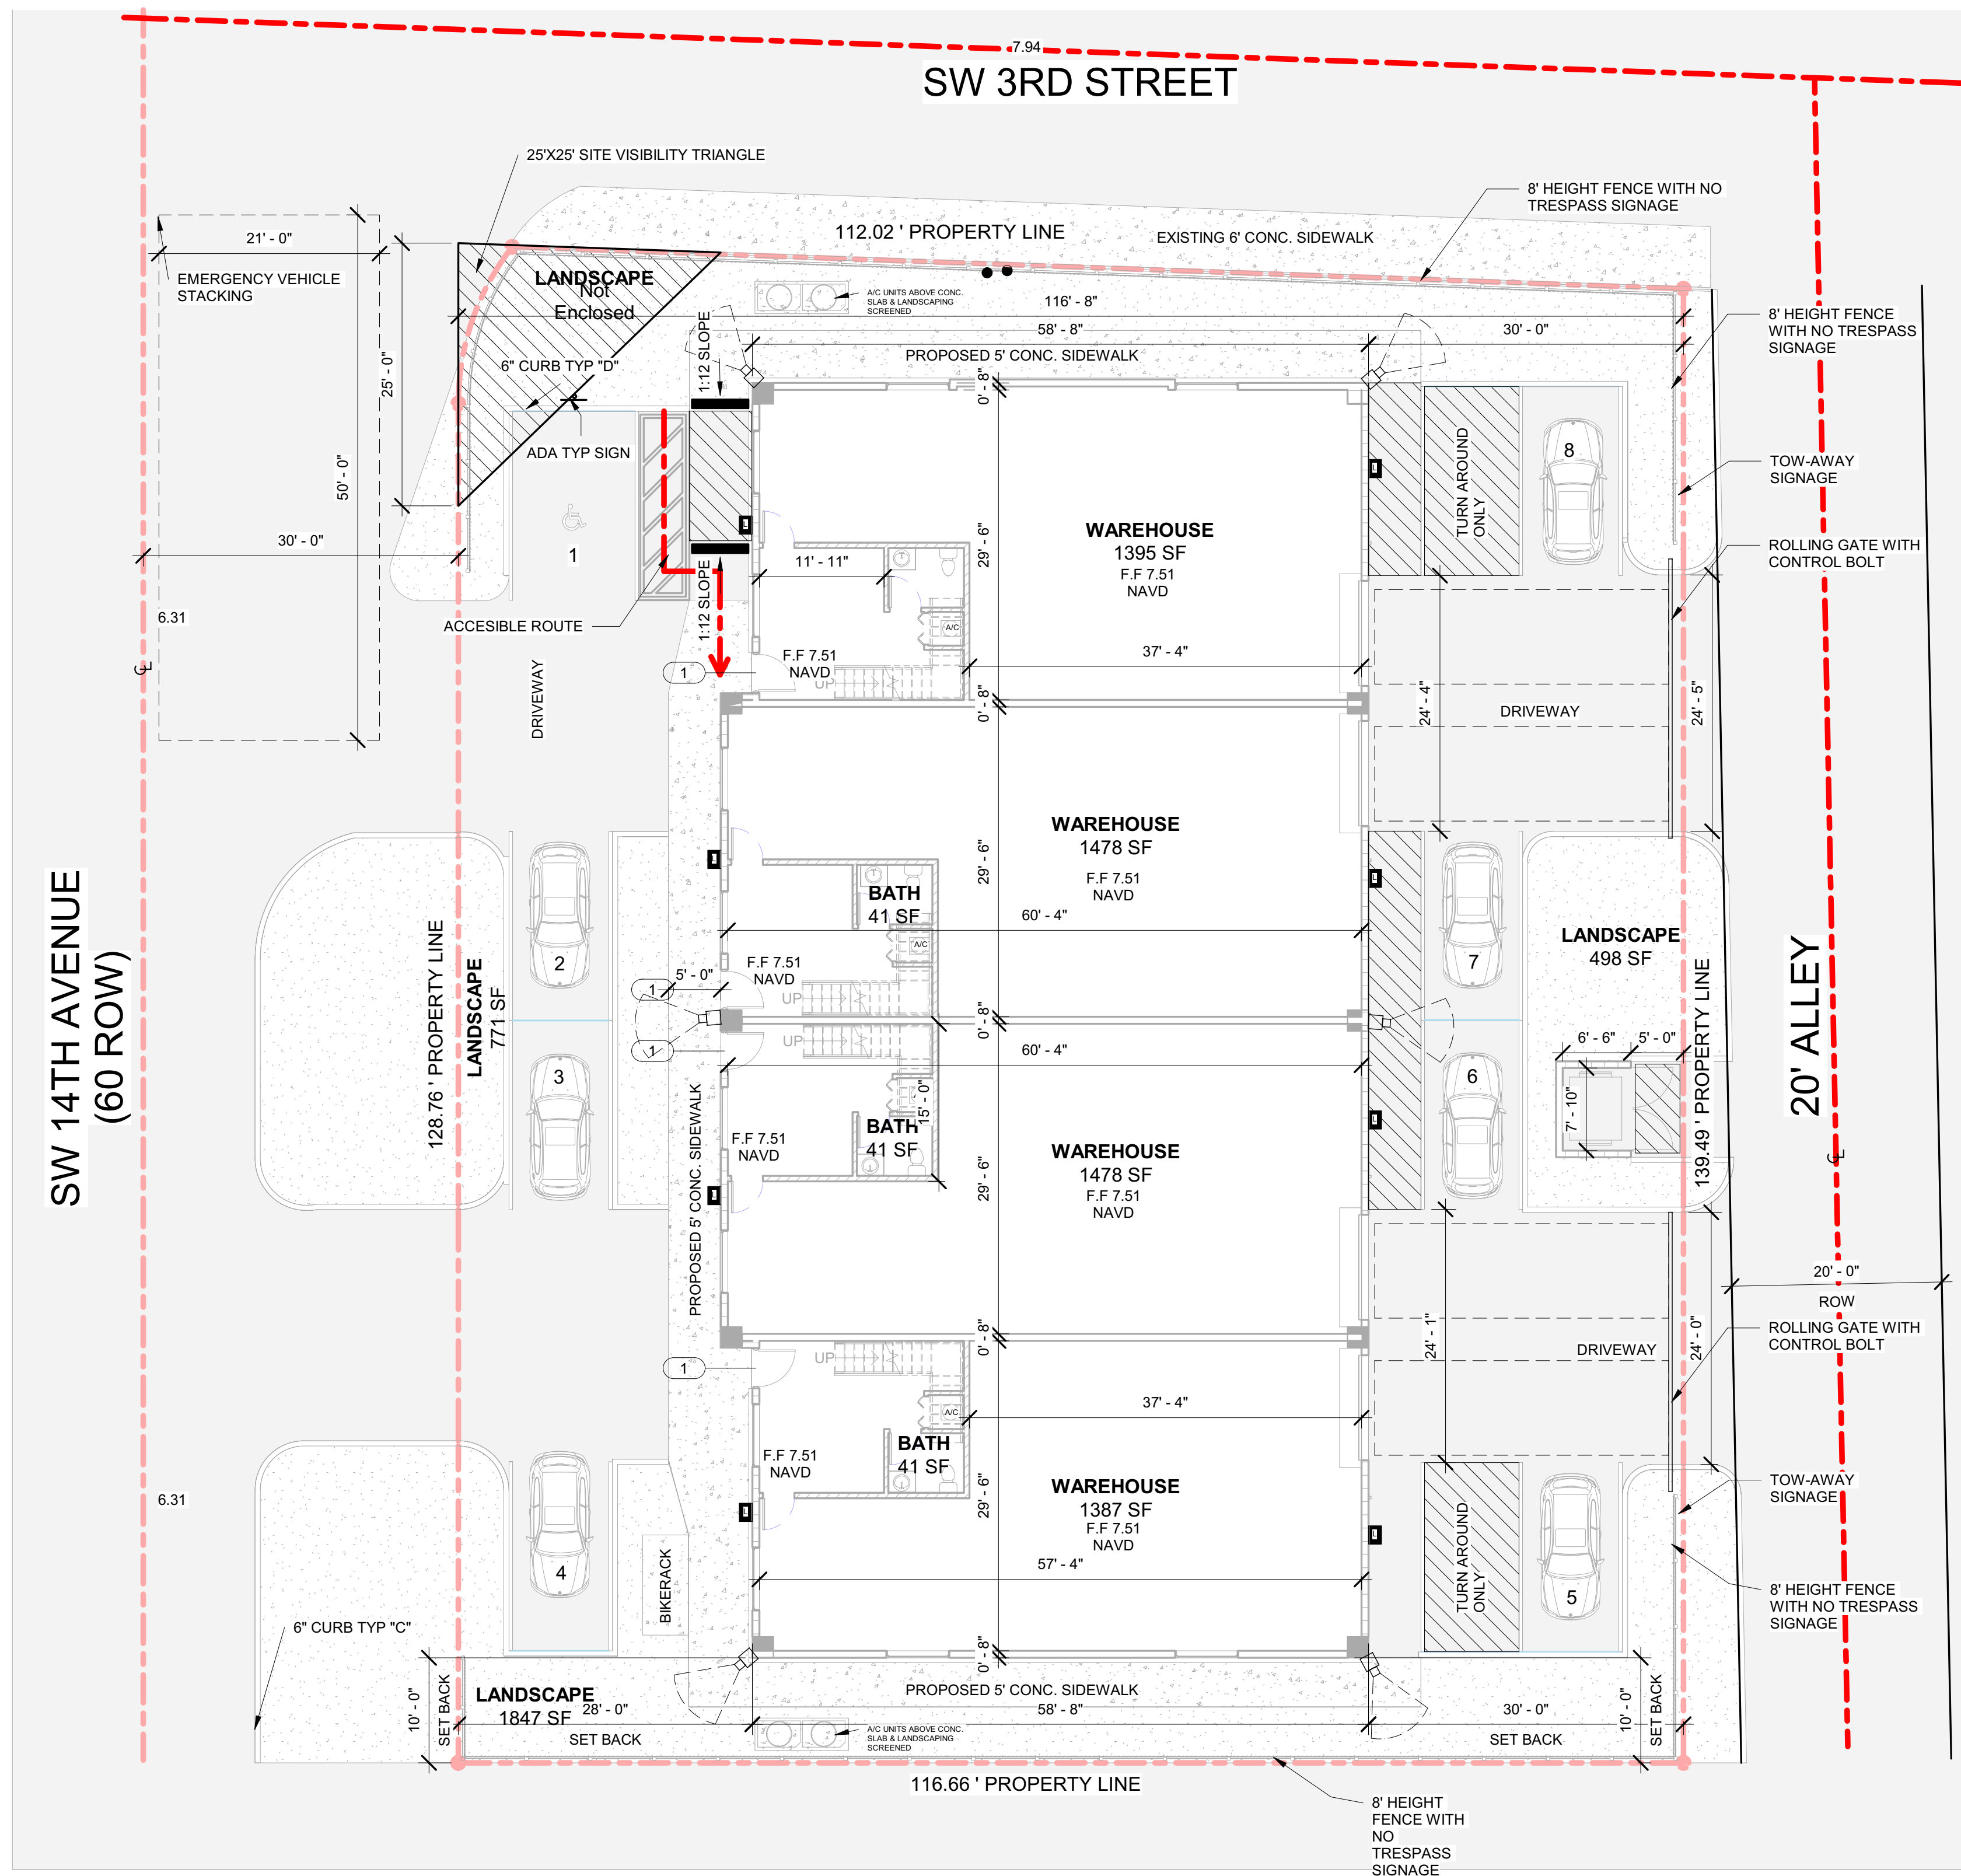 7.94
SW 3RD STREET
25'X25' SITE VISIBILITY TRIANGLE
8' HEIGHT FENCE WITH NO
TRESPASS SIGNAGE
112.02 ' PROPERTY LINE
EXISTING 6' CONC. SIDEWALK
21' - 0"
EMERGENCY VEHICLE
STACKING
LANDSCAPE
Not
Enclosed
A/C UNITS ABOVE CONC.
SLAB & LANDSCAPING
SCREENED
116' - 8"
58' - 8"
30' - 0"
8' HEIGHT FENCE
WITH NO TRESPASS
SIGNAGE
PROPOSED 5' CONC. SIDEWALK
1:12 SLOPE
6" CURB TYP "D"
25' - 0"
50' - 0"
0' - 8"
ADA TYP SIGN
8
TURN AROUND
ONLY
TOW-AWAY
SIGNAGE
30' - 0"
1
11' - 11"
29' - 6"
WAREHOUSE
1395 SF
F.F 7.51
NAVD
ROLLING GATE WITH
CONTROL BOLT
6.31
ACCESIBLE ROUTE
1:12 SLOPE
A/C
37' - 4"
F.F 7.51
NAVD
UP
1
℄
DRIVEWAY
0' - 8"
24' - 4"
DRIVEWAY
24' - 5"
WAREHOUSE
1478 SF
F.F 7.51
NAVD
29' - 6"
BATH
41 SF
60' - 4"
A/C
F.F 7.51
NAVD
5' - 0"
1
UP
2
7
LANDSCAPE
498 SF
SW 14TH AVENUE
(60 ROW)
128.76 ' PROPERTY LINE
LANDSCAPE
771 SF
139.49 ' PROPERTY LINE
20' ALLEY
℄
0' - 8"
1
UP
60' - 4"
6' - 6"
5' - 0"
7' - 10"
3
6
15' - 0"
BATH
41 SF
F.F 7.51
NAVD
PROPOSED 5' CONC. SIDEWALK
29' - 6"
WAREHOUSE
1478 SF
F.F 7.51
NAVD
20' - 0"
ROW
0' - 8"
24' - 1"
DRIVEWAY
24' - 0"
ROLLING GATE WITH
CONTROL BOLT
1
UP
37' - 4"
A/C
BATH
41 SF
F.F 7.51
NAVD
29' - 6"
WAREHOUSE
1387 SF
F.F 7.51
NAVD
57' - 4"
6.31
TOW-AWAY
SIGNAGE
4
BIKERACK
TURN AROUND
ONLY
5
8' HEIGHT FENCE
WITH NO TRESPASS
SIGNAGE
6" CURB TYP "C"
0' - 8"
10' - 0"
SET BACK
LANDSCAPE
1847 SF
28' - 0"
SET BACK
PROPOSED 5' CONC. SIDEWALK
58' - 8"
A/C UNITS ABOVE CONC.
SLAB & LANDSCAPING
SCREENED
30' - 0"
SET BACK
10' - 0"
SET BACK
116.66 ' PROPERTY LINE
8' HEIGHT
FENCE WITH
NO
TRESPASS
SIGNAGE